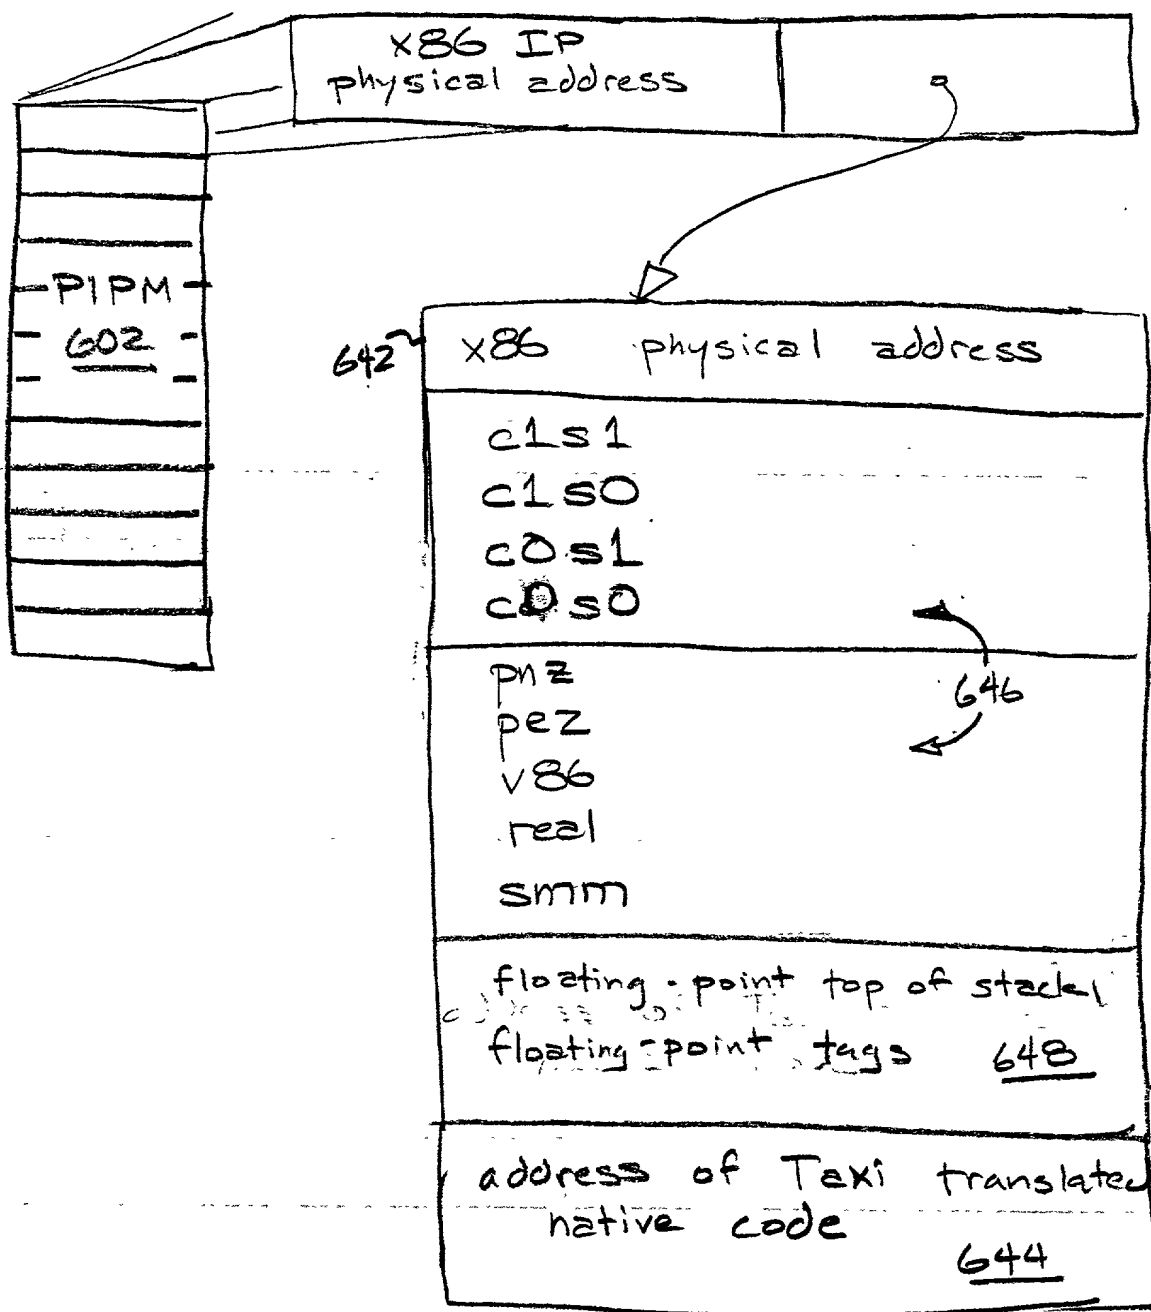 x86 IP
physical address
PIPM
602
642
x86 physical address
c1s1
c1s0
c0s1
c0s0
646
pnz
pez
v86
real
smm
floating-point top of stack,
floating-point tags 648
address of Taxi translated
native code
644